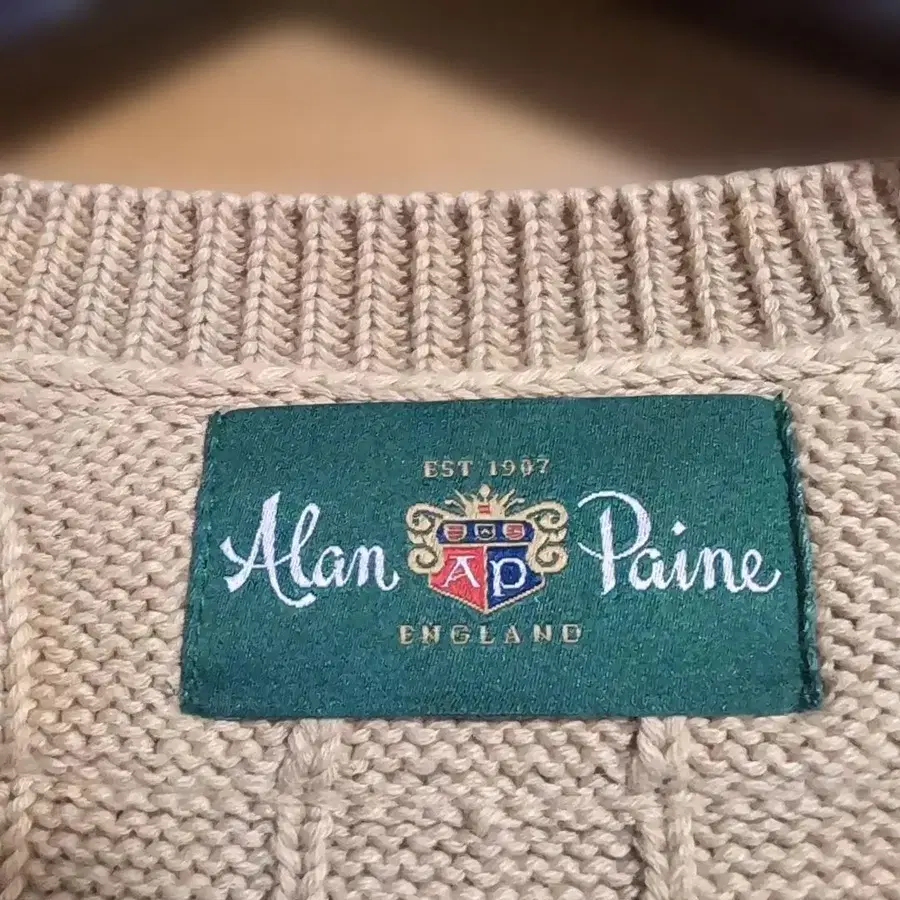 EST 1907
Alan AP Paine
ENGLAND